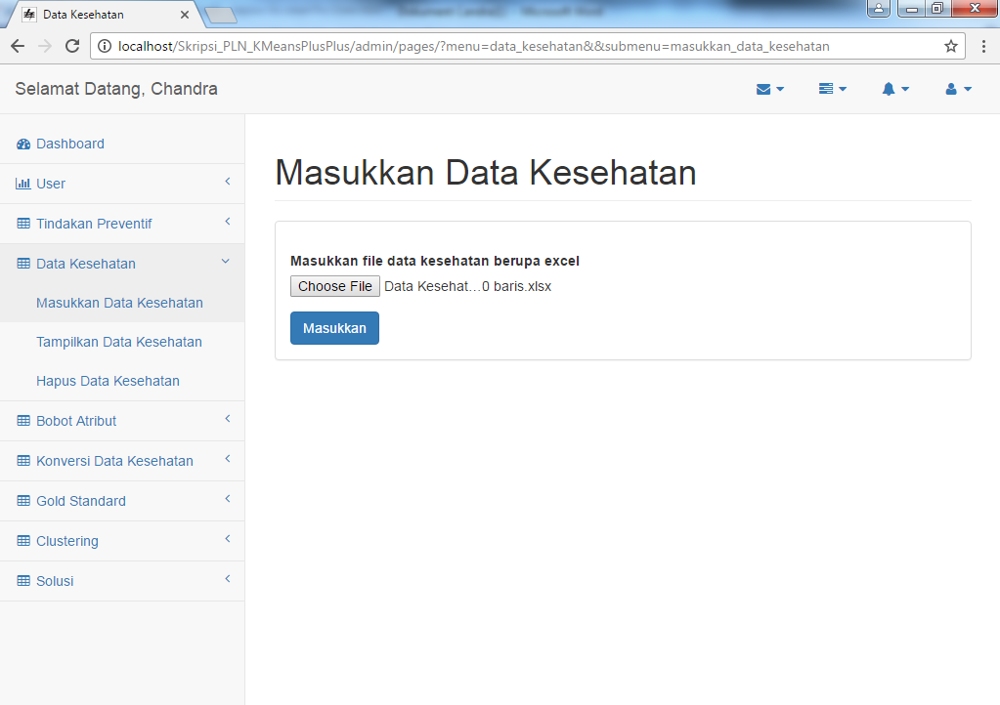 Data Kesehatan
localhost/Skripsi_PLN_KMeansPlusPlus/admin/pages/?menu=data_kesehatan&&submenu=masukkan_data_kesehatan
Selamat Datang, Chandra
Dashboard
User
Tindakan Preventif
Data Kesehatan
Masukkan Data Kesehatan
Tampilkan Data Kesehatan
Hapus Data Kesehatan
Bobot Atribut
Konversi Data Kesehatan
Gold Standard
Clustering
Solusi
Masukkan Data Kesehatan
Masukkan file data kesehatan berupa excel
Choose File Data Kesehat...0 baris.xlsx
Masukkan